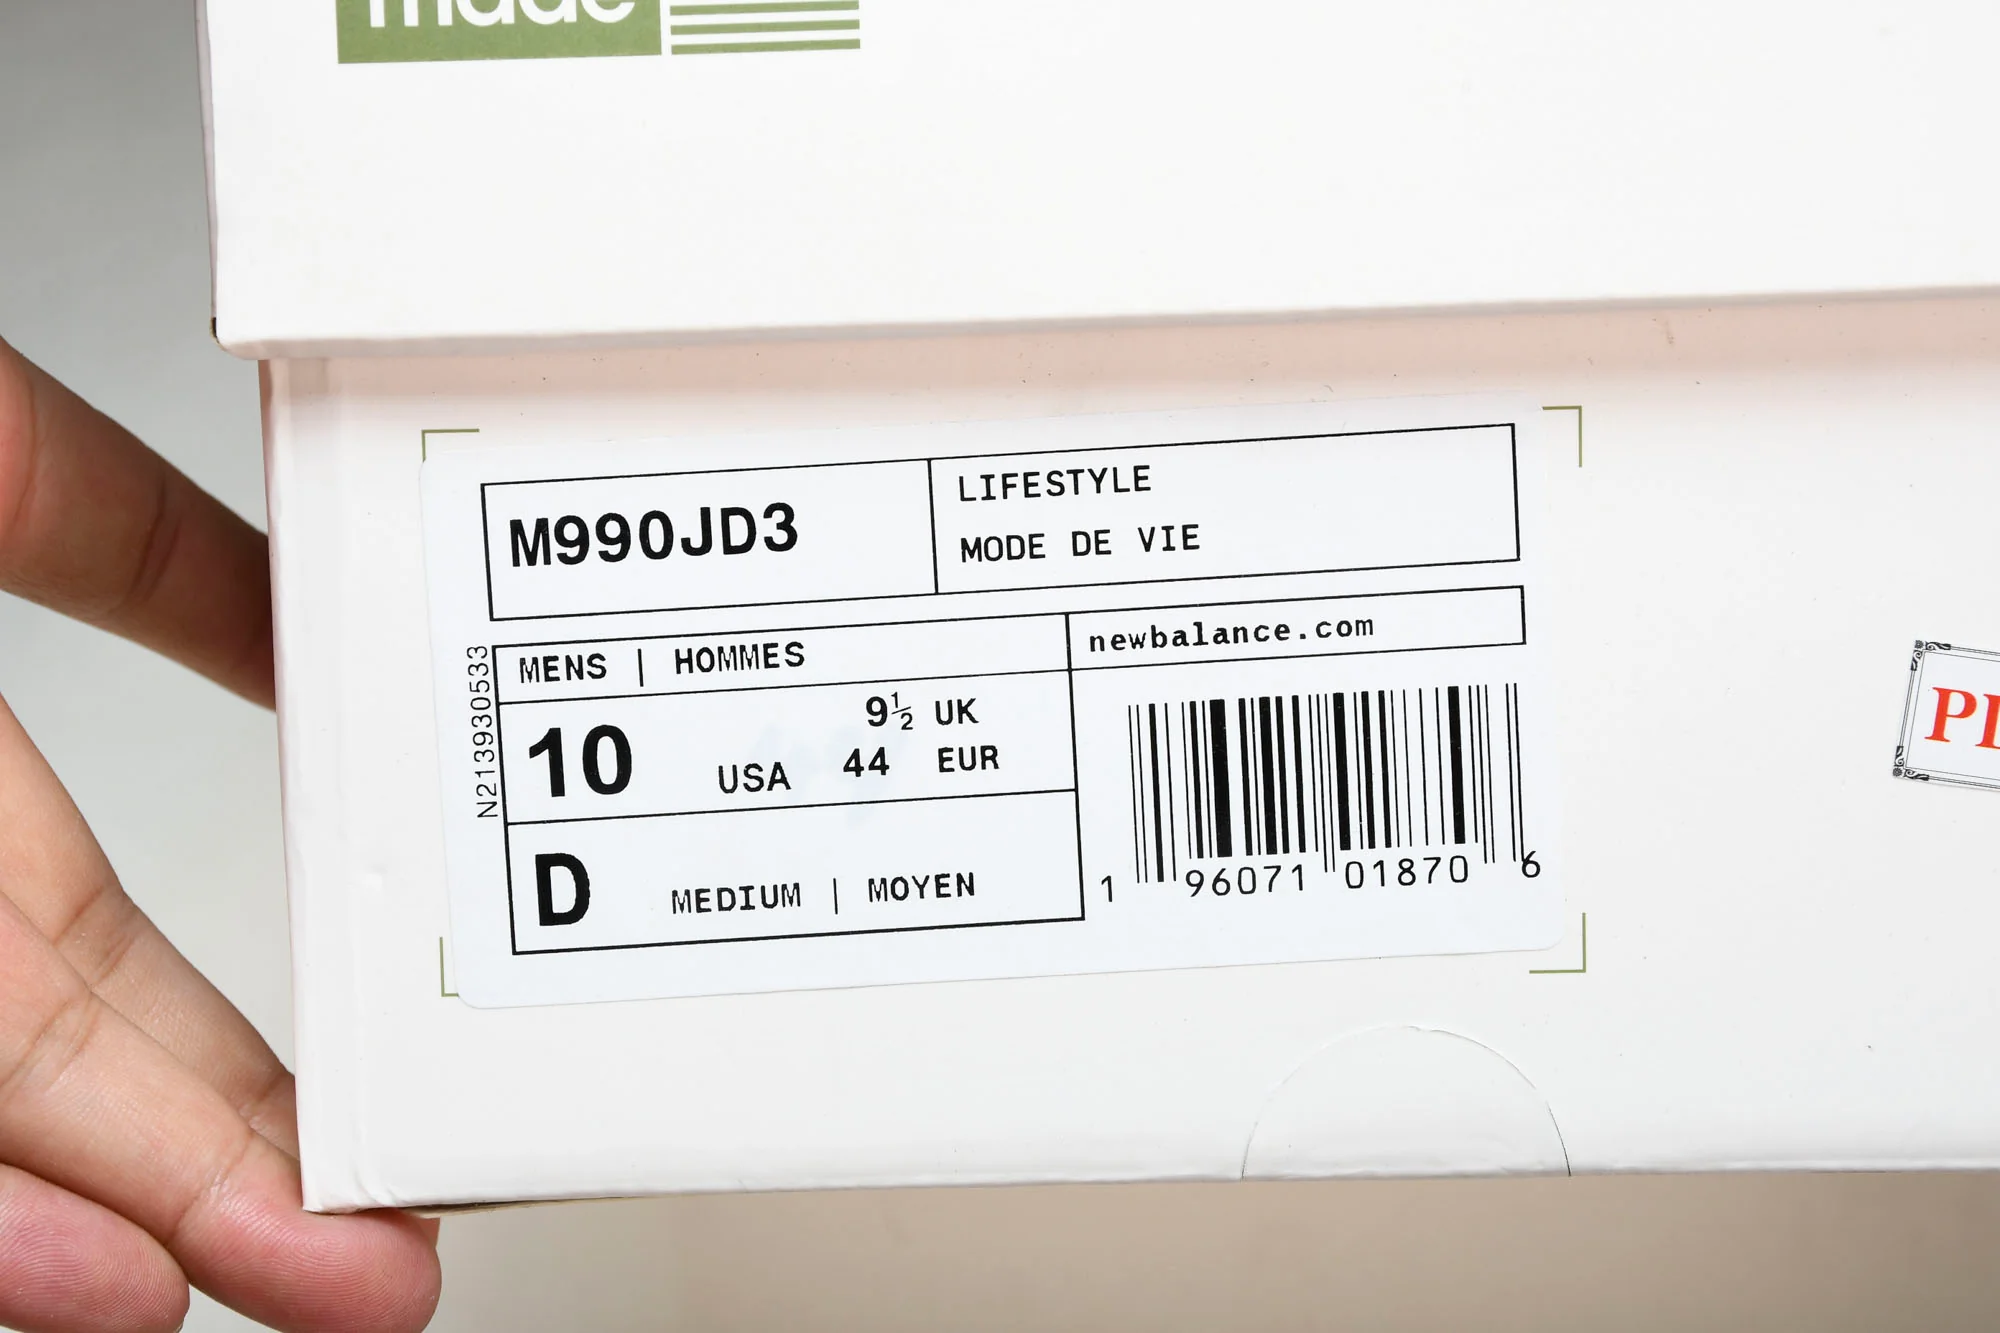 made
M990JD3
LIFESTYLE
MODE DE VIE
N213930533
MENS | HOMMES
newbalance.com
10 USA
9½ UK
44 EUR
D MEDIUM | MOYEN
1 96071 01870 6